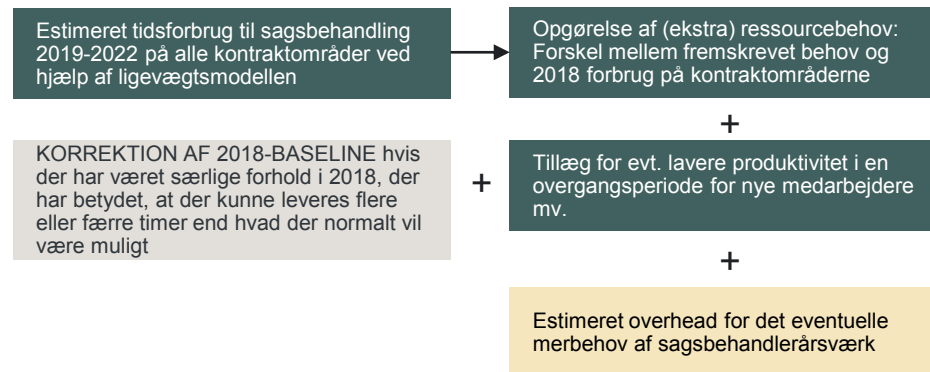 Estimeret tidsforbrug til sagsbehandling
2019-2022 på alle kontraktområder ved
hjælp af ligevægtsmodellen
Opgørelse af (ekstra) ressourcebehov:
Forskel mellem fremskrevet behov og
2018 forbrug på kontraktområderne
+
KORREKTION AF 2018-BASELINE hvis
der har været særlige forhold i 2018, der
har betydet, at der kunne leveres flere
eller færre timer end hvad der normalt vil
være muligt
+
Tillæg for evt. lavere produktivitet i en
overgangsperiode for nye medarbejdere
mv.
+
Estimeret overhead for det eventuelle
merbehov af sagsbehandlerårsværk